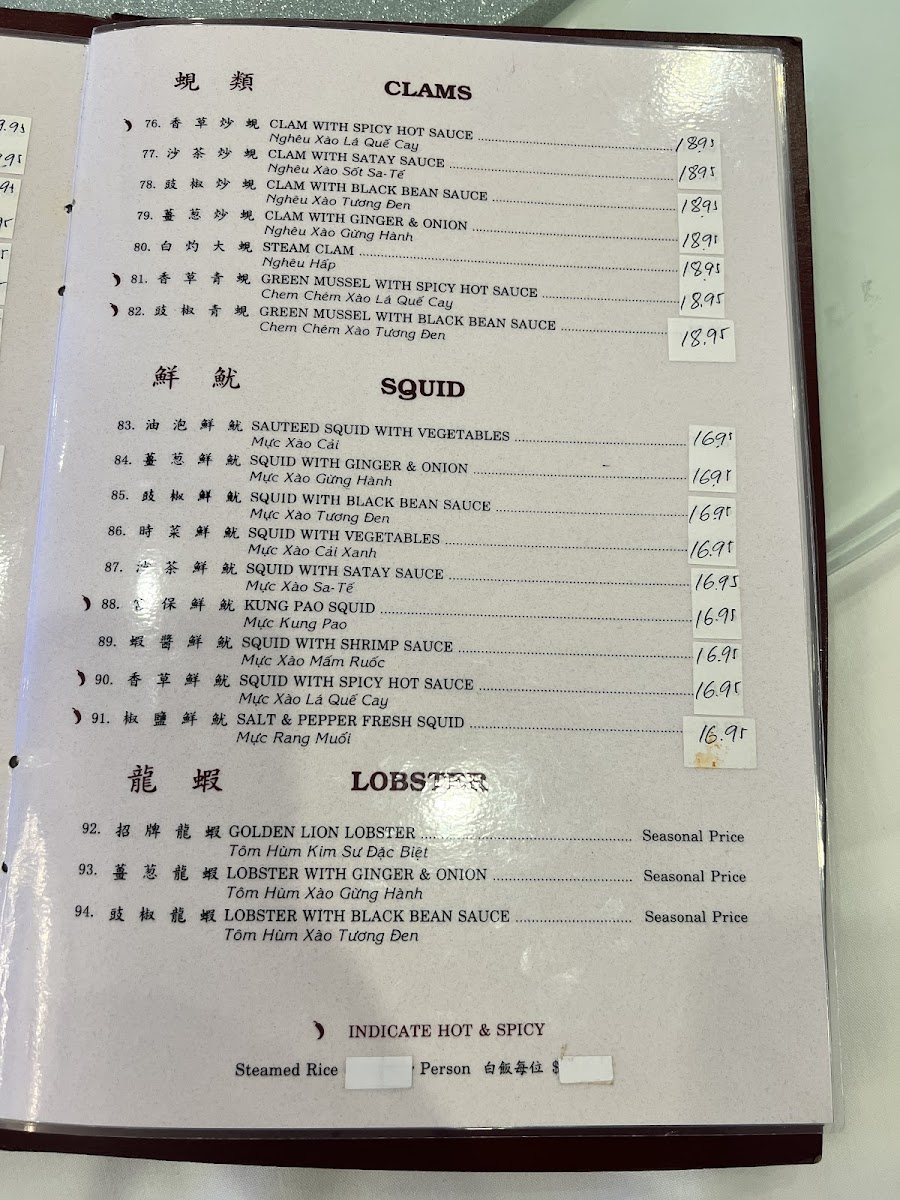 蜆 類 CLAMS
76. 香 草 炒 蜆 CLAM WITH SPICY HOT SAUCE 18.95
Nghêu Xào Lá Quế Cay
77. 沙 茶 炒 蜆 CLAM WITH SATAY SAUCE 18.95
Nghêu Xào Sốt Sa-Tế
78. 豉 椒 炒 蜆 CLAM WITH BLACK BEAN SAUCE 18.95
Nghêu Xào Tương Đen
79. 薑 葱 炒 蜆 CLAM WITH GINGER & ONION 18.95
Nghêu Xào Gừng Hành
80. 白 灼 大 蜆 STEAM CLAM 18.95
Nghêu Hấp
81. 香 草 青 蜆 GREEN MUSSEL WITH SPICY HOT SAUCE 18.95
Chem Chém Xào Lá Quế Cay
82. 豉 椒 青 蜆 GREEN MUSSEL WITH BLACK BEAN SAUCE 18.95
Chem Chém Xào Tương Đen
鮮 魷 SQUID
83. 油 泡 鮮 魷 SAUTEED SQUID WITH VEGETABLES 16.95
Mực Xào Cải
84. 薑 葱 鮮 魷 SQUID WITH GINGER & ONION 16.95
Mực Xào Gừng Hành
85. 豉 椒 鮮 魷 SQUID WITH BLACK BEAN SAUCE 16.95
Mực Xào Tương Đen
86. 時 菜 鮮 魷 SQUID WITH VEGETABLES 16.95
Mực Xào Cải Xanh
87. 沙 茶 鮮 魷 SQUID WITH SATAY SAUCE 16.95
Mực Xào Sa-Tế
88. 宮 保 鮮 魷 KUNG PAO SQUID 16.95
Mực Kung Pao
89. 蝦 醬 鮮 魷 SQUID WITH SHRIMP SAUCE 16.95
Mực Xào Mấm Ruốc
90. 香 草 鮮 魷 SQUID WITH SPICY HOT SAUCE 16.95
Mực Xào Lá Quế Cay
91. 椒 鹽 鮮 魷 SALT & PEPPER FRESH SQUID 16.95
Mực Rang Muối
龍 蝦 LOBSTER
92. 招 牌 龍 蝦 GOLDEN LION LOBSTER Seasonal Price
Tôm Hùm Kim Sư Đặc Biệt
93. 薑 葱 龍 蝦 LOBSTER WITH GINGER & ONION Seasonal Price
Tôm Hùm Xào Gừng Hành
94. 豉 椒 龍 蝦 LOBSTER WITH BLACK BEAN SAUCE Seasonal Price
Tôm Hùm Xào Tương Đen
INDICATE HOT & SPICY
Steamed Rice Person 白飯每位 $